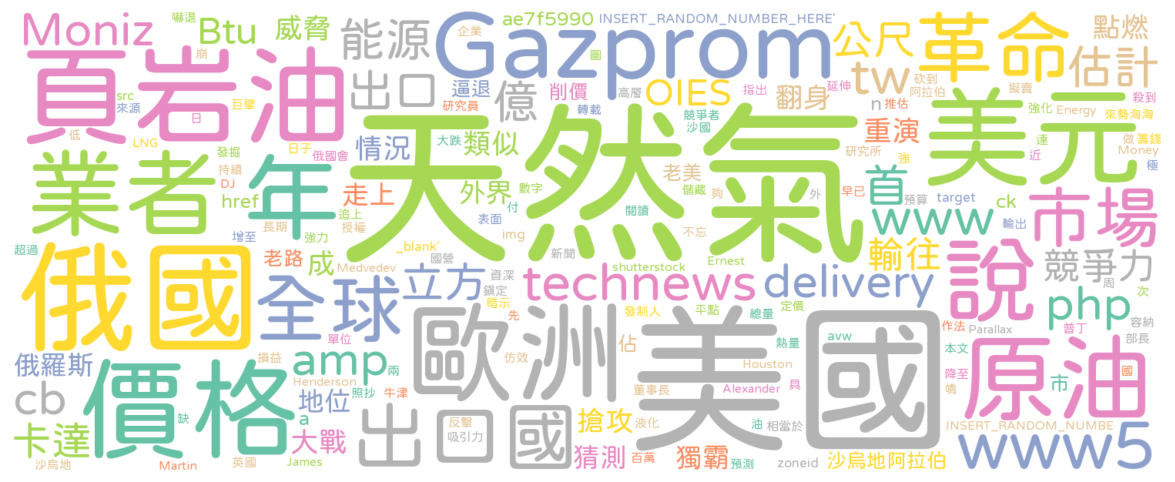 嚇退 ae7f5990 INSERT_RANDOM_NUMBER_HERE'
Moniz Btu 威脅 能源 Gazprom 公尺 革命 點燃
企業 圖 崩
頁岩油 出口 逼退 削價 OIES tw 估計
src 來源 巨擘 研究員 億 高層 轉載 指出 延伸 翻身 砍到 阿拉伯 擬賣 殺到
日 競爭者 沙國 n 推估 強化 Energy 來勢洶洶
低 LNG 日子 俄國會 情況 大跌 類似 天然氣 重演 美元 連 做 籌錢
業者 發掘 持續 DJ 年 研究所 強 近 Money 極
href 走上 追上 授權 外界 數字 付 老美 儲藏 夠 外 早已 首 預算 target ck
增至 長期 強力 表面 閱讀 不忘 www 輸出 市場
超過 老路 _blank' 國營 img 新聞 輸往 說 競爭力
俄國 成 Medvedev 立方 資深 鎮定 shutterstock Ernest 周
全球 technews delivery php 次
單位 皓示 先 發制人 平點 定價 總量 作法 Parallax 普丁 容納 部長
俄羅斯 amp 兩 歐洲 美國 avw 本文 原油
損益 仿效 佔 熱量 降至 市 國
cb 價格 Henderson 照抄 牛津 Houston 董事長 Alexander 具 鳴
地位 a 出口 反擊 吸引力 國 搶攻 液化 油 相當於 INSERT_RANDOM_NUMBE
卡達 缺 大戰 猜測 百萬 獨霸 預測 zoneid 沙烏地阿拉伯 www5
沙烏地 Martin 英國 James